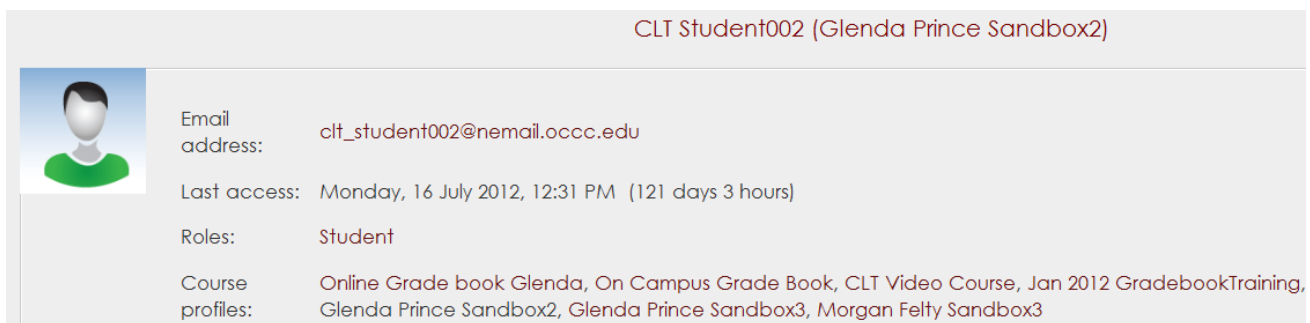 CLT Student002 (Glenda Prince Sandbox2)
Email address: clt_student002@nemail.occc.edu
Last access: Monday, 16 July 2012, 12:31 PM (121 days 3 hours)
Roles: Student
Course profiles: Online Grade book Glenda, On Campus Grade Book, CLT Video Course, Jan 2012 GradebookTraining,
Glenda Prince Sandbox2, Glenda Prince Sandbox3, Morgan Felty Sandbox3